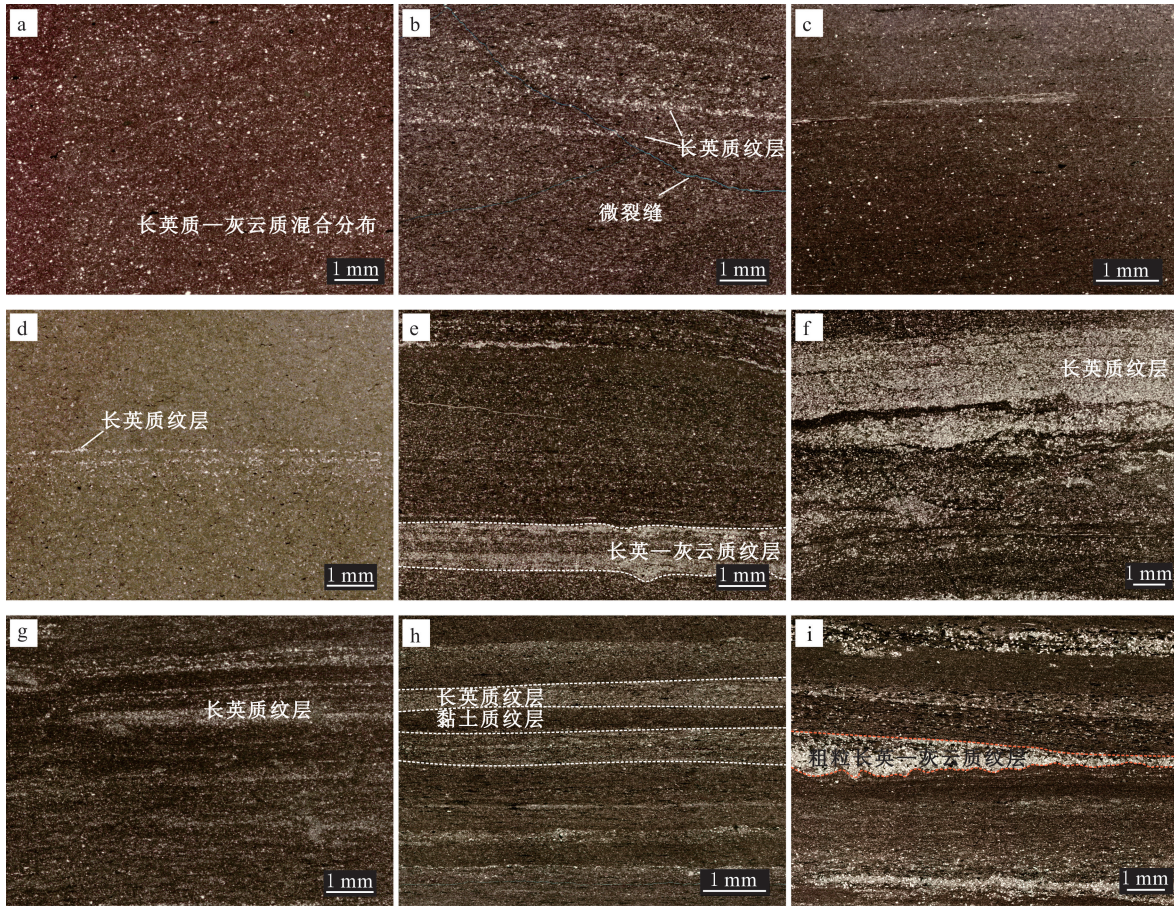 a
长英质—灰云质混合分布
1 mm
b
长英质纹层
微裂缝
1 mm
c
1 mm
d
长英质纹层
1 mm
e
长英—灰云质纹层
1 mm
f
长英质纹层
1 mm
g
长英质纹层
1 mm
h
长英质纹层
黏土质纹层
1 mm
i
粗粒长英—灰云质纹层
1 mm